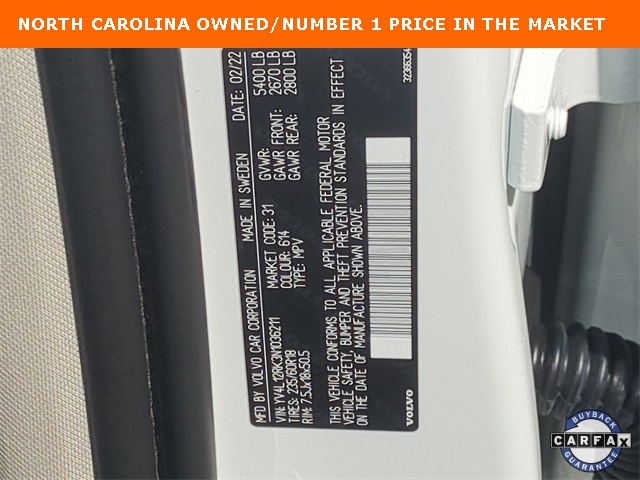 NORTH CAROLINA OWNED/NUMBER 1 PRICE IN THE MARKET
MFD BY VOLVO CAR CORPORATION MADE IN SWEDEN DATE: 02/22
VIN: YV4L12RK3N1036211 MARKET CODE: 31 GVWR: 5400 LB
TIRES: 235/60R18 COLOUR: 614 GAWR FRONT: 2670 LB
RIM: 7.5Jx18x50.5 TYPE: MPV GAWR REAR: 2800 LB
THIS VEHICLE CONFORMS TO ALL APPLICABLE FEDERAL MOTOR
VEHICLE SAFETY, BUMPER AND THEFT PREVENTION STANDARDS IN EFFECT
ON THE DATE OF MANUFACTURE SHOWN ABOVE.
VOLVO
BUYBACK
CARFAX